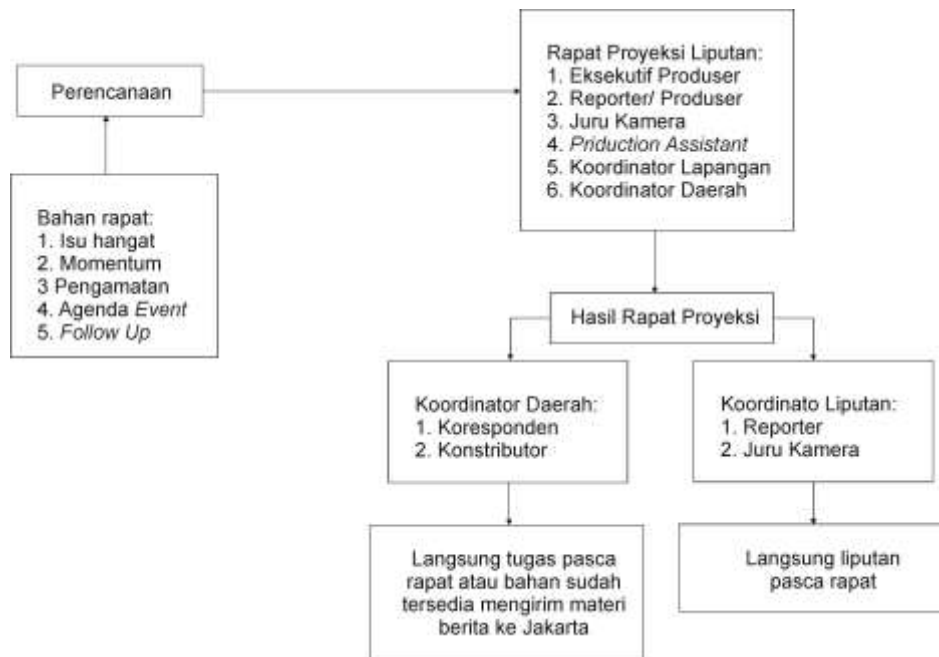 Perencanaan
Bahan rapat:
1. Isu hangat
2. Momentum
3 Pengamatan
4. Agenda Event
5. Follow Up
Rapat Proyeksi Liputan:
1. Eksekutif Produser
2. Reporter/ Produser
3. Juru Kamera
4. Priduction Assistant
5. Koordinator Lapangan
6. Koordinator Daerah
Hasil Rapat Proyeksi
Koordinator Daerah:
1. Koresponden
2. Konstributor
Koordinato Liputan:
1. Reporter
2. Juru Kamera
Langsung tugas pasca
rapat atau bahan sudah
tersedia mengirim materi
berita ke Jakarta
Langsung liputan
pasca rapat